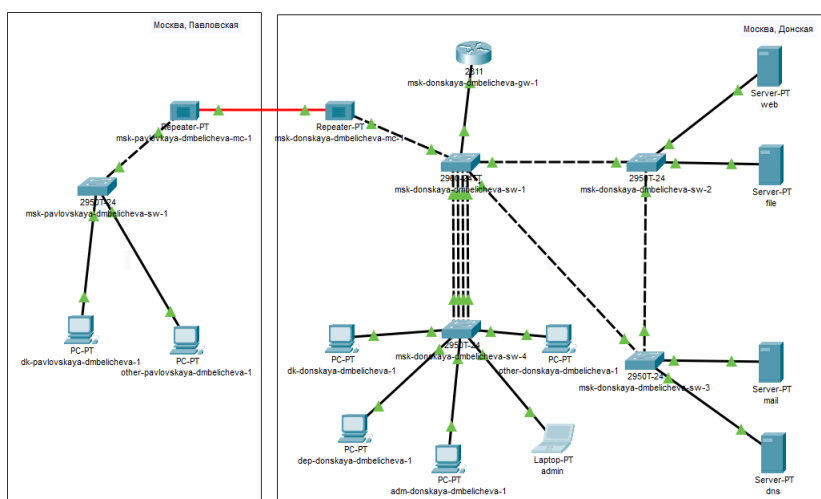 Москва, Павловская
Repeater-PT
msk-pavlovkaya-dmbelicheva-mc-1
2950T-24
msk-pavlovskaya-dmbelicheva-sw-1
PC-PT
dk-pavlovskaya-dmbelicheva-1
PC-PT
other-pavlovskaya-dmbelicheva-1
Москва, Донская
2811
msk-donskaya-dmbelicheva-gw-1
Repeater-PT
msk-donskaya-dmbelicheva-mc-1
msk-donskaya-dmbelicheva-sw-1
2950T-24
msk-donskaya-dmbelicheva-sw-2
Server-PT
web
Server-PT
file
2950T-24
msk-donskaya-dmbelicheva-sw-4
PC-PT
dk-donskaya-dmbelicheva-1
PC-PT
other-donskaya-dmbelicheva-1
2950T-24
msk-donskaya-dmbelicheva-sw-3
Server-PT
mail
PC-PT
dep-donskaya-dmbelicheva-1
PC-PT
adm-donskaya-dmbelicheva-1
Laptop-PT
admin
Server-PT
dns